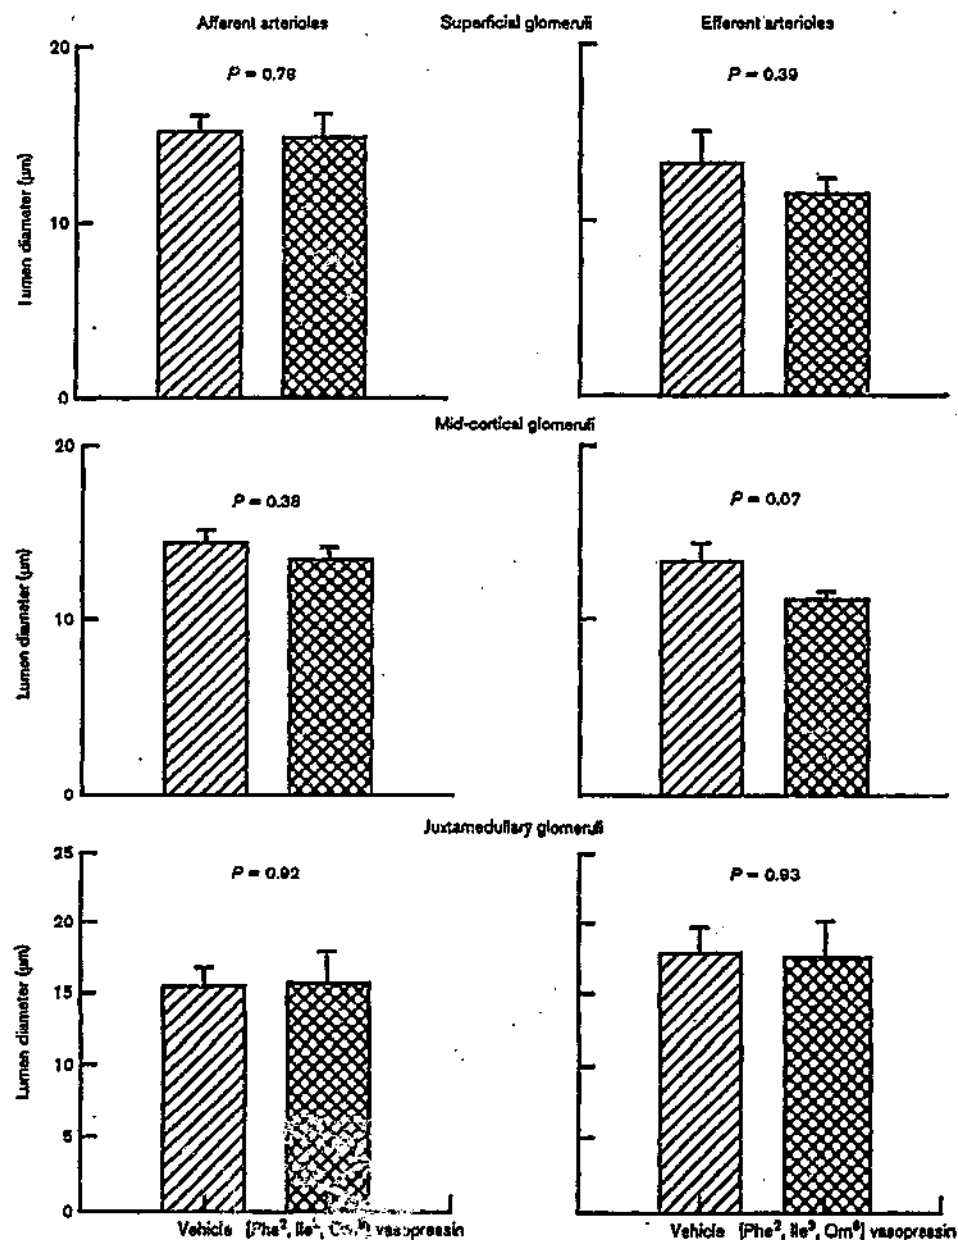 Afferent arterioles Superficial glomeruli Efferent arterioles
20
P = 0.78
P = 0.39
Lumen diameter (μm)
10
0
Mid-cortical glomeruli
20
P = 0.38
P = 0.07
Lumen diameter (μm)
10
0
Juxtamedullary glomeruli
25
P = 0.92
P = 0.93
20
Lumen diameter (μm)
15
10
5
0
Vehicle [Phe², Ile vasopressin Vehicle [Phe², Ile³, Orn⁸] vasopressin